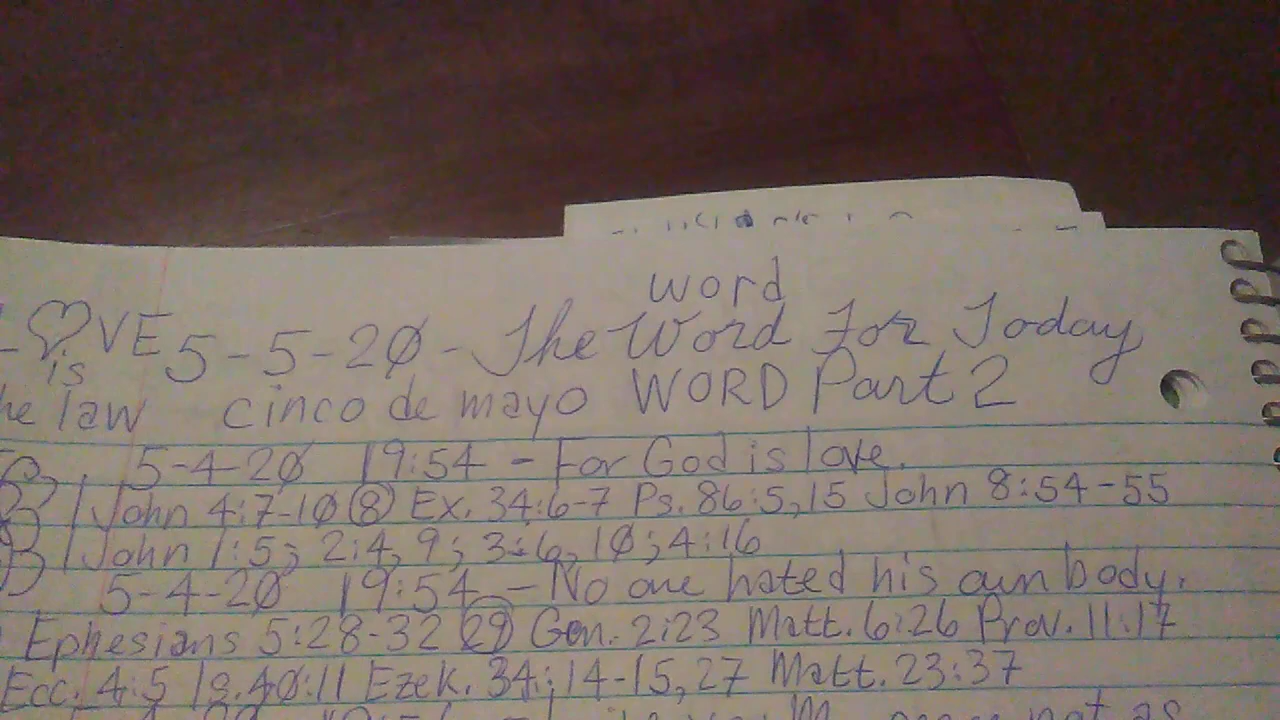 word
L♡VE 5-5-2Ø - The Word For Today
is
the law cinco de mayo WORD Part 2
5-4-2Ø 19:54 - For God is love.
1 John 4:7-1Ø (8) Ex. 34:6-7 Ps. 86:5,15 John 8:54-55
1 John 1:5; 2:4, 9; 3:6, 1Ø; 4:16
5-4-2Ø 19:54 - No one hated his own body.
Ephesians 5:28-32 (29) Gen. 2:23 Matt. 6:26 Prov. 11:17
Ecc. 4:5 Is. 4Ø:11 Ezek. 34:14-15,27 Matt. 23:37
not as